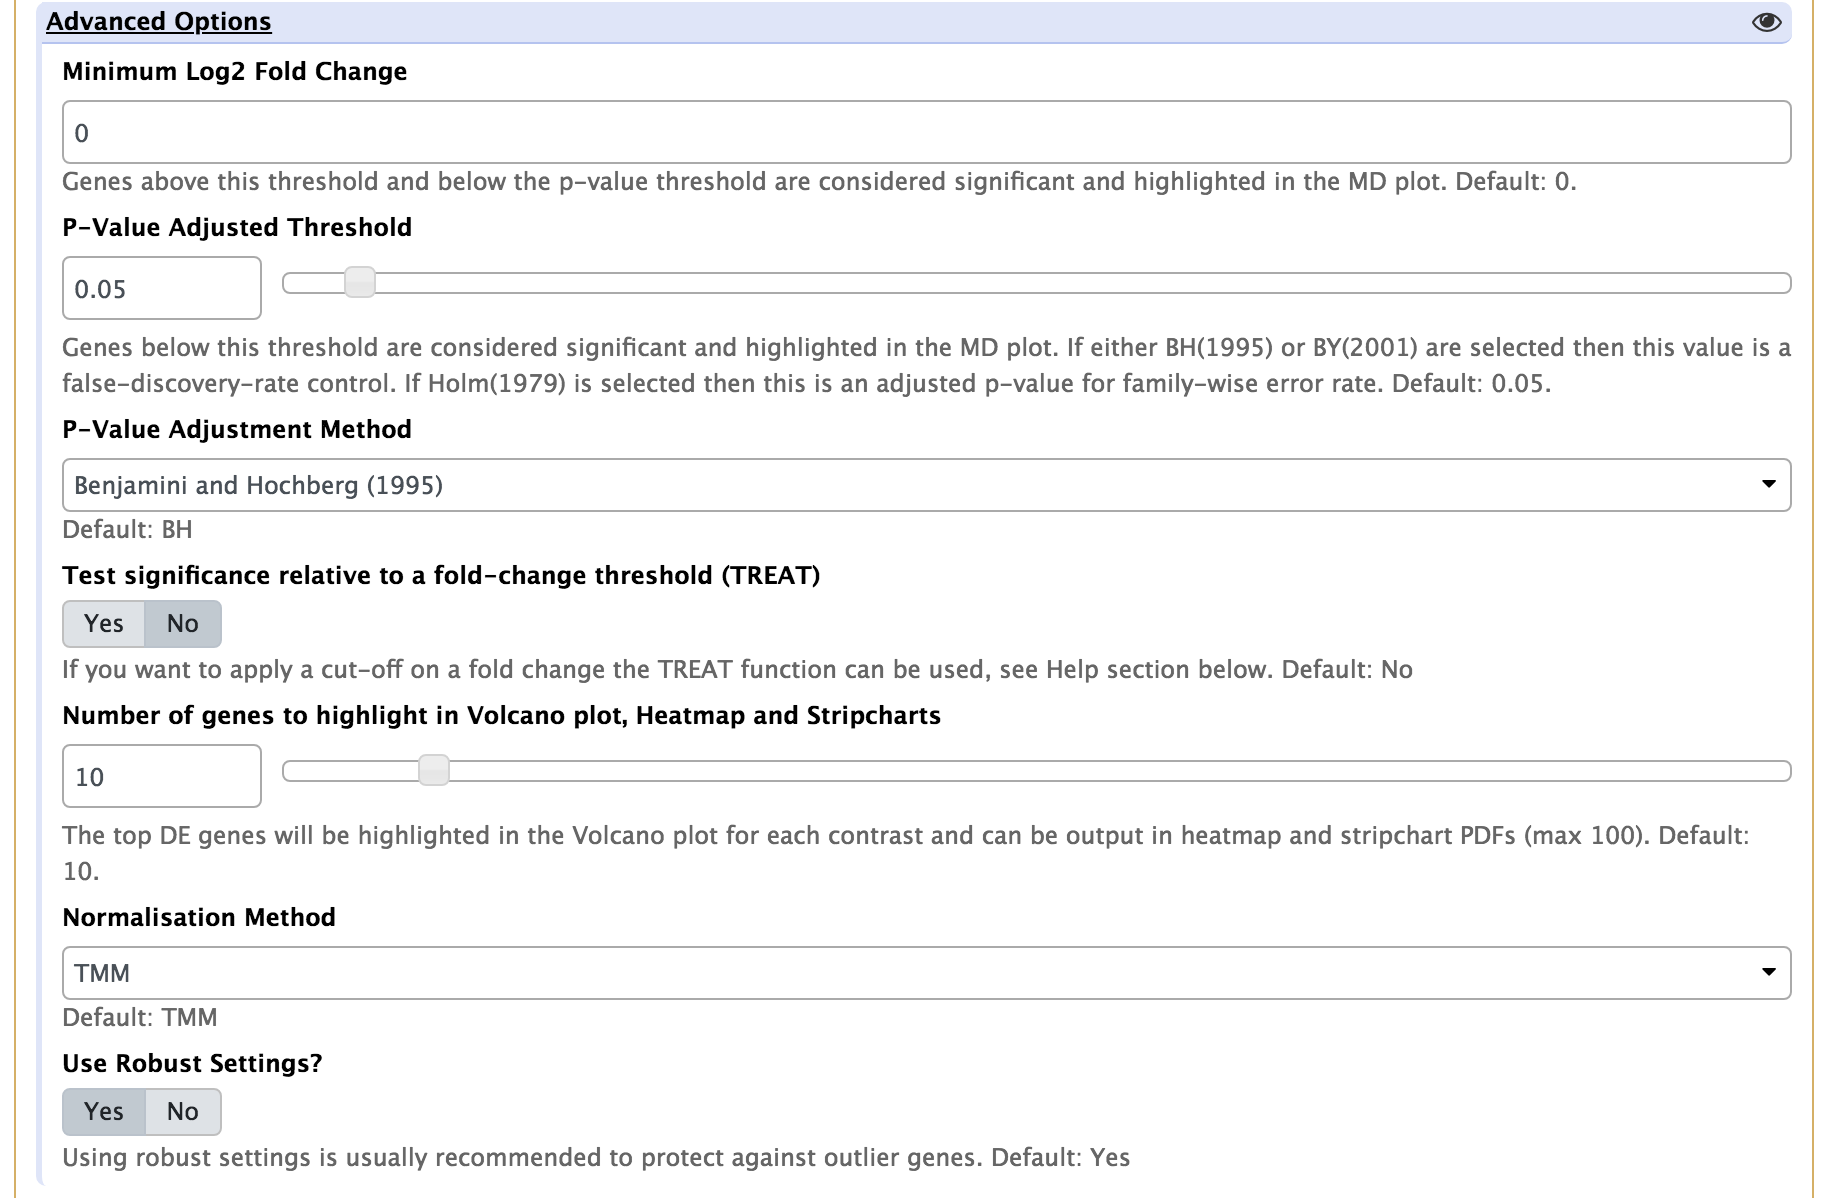 Advanced Options
Minimum Log2 Fold Change
0
Genes above this threshold and below the p-value threshold are considered significant and highlighted in the MD plot. Default: 0.
P-Value Adjusted Threshold
0.05
Genes below this threshold are considered significant and highlighted in the MD plot. If either BH(1995) or BY(2001) are selected then this value is a
false-discovery-rate control. If Holm(1979) is selected then this is an adjusted p-value for family-wise error rate. Default: 0.05.
P-Value Adjustment Method
Benjamini and Hochberg (1995)
Default: BH
Test significance relative to a fold-change threshold (TREAT)
Yes No
If you want to apply a cut-off on a fold change the TREAT function can be used, see Help section below. Default: No
Number of genes to highlight in Volcano plot, Heatmap and Stripcharts
10
The top DE genes will be highlighted in the Volcano plot for each contrast and can be output in heatmap and stripchart PDFs (max 100). Default:
10.
Normalisation Method
TMM
Default: TMM
Use Robust Settings?
Yes No
Using robust settings is usually recommended to protect against outlier genes. Default: Yes